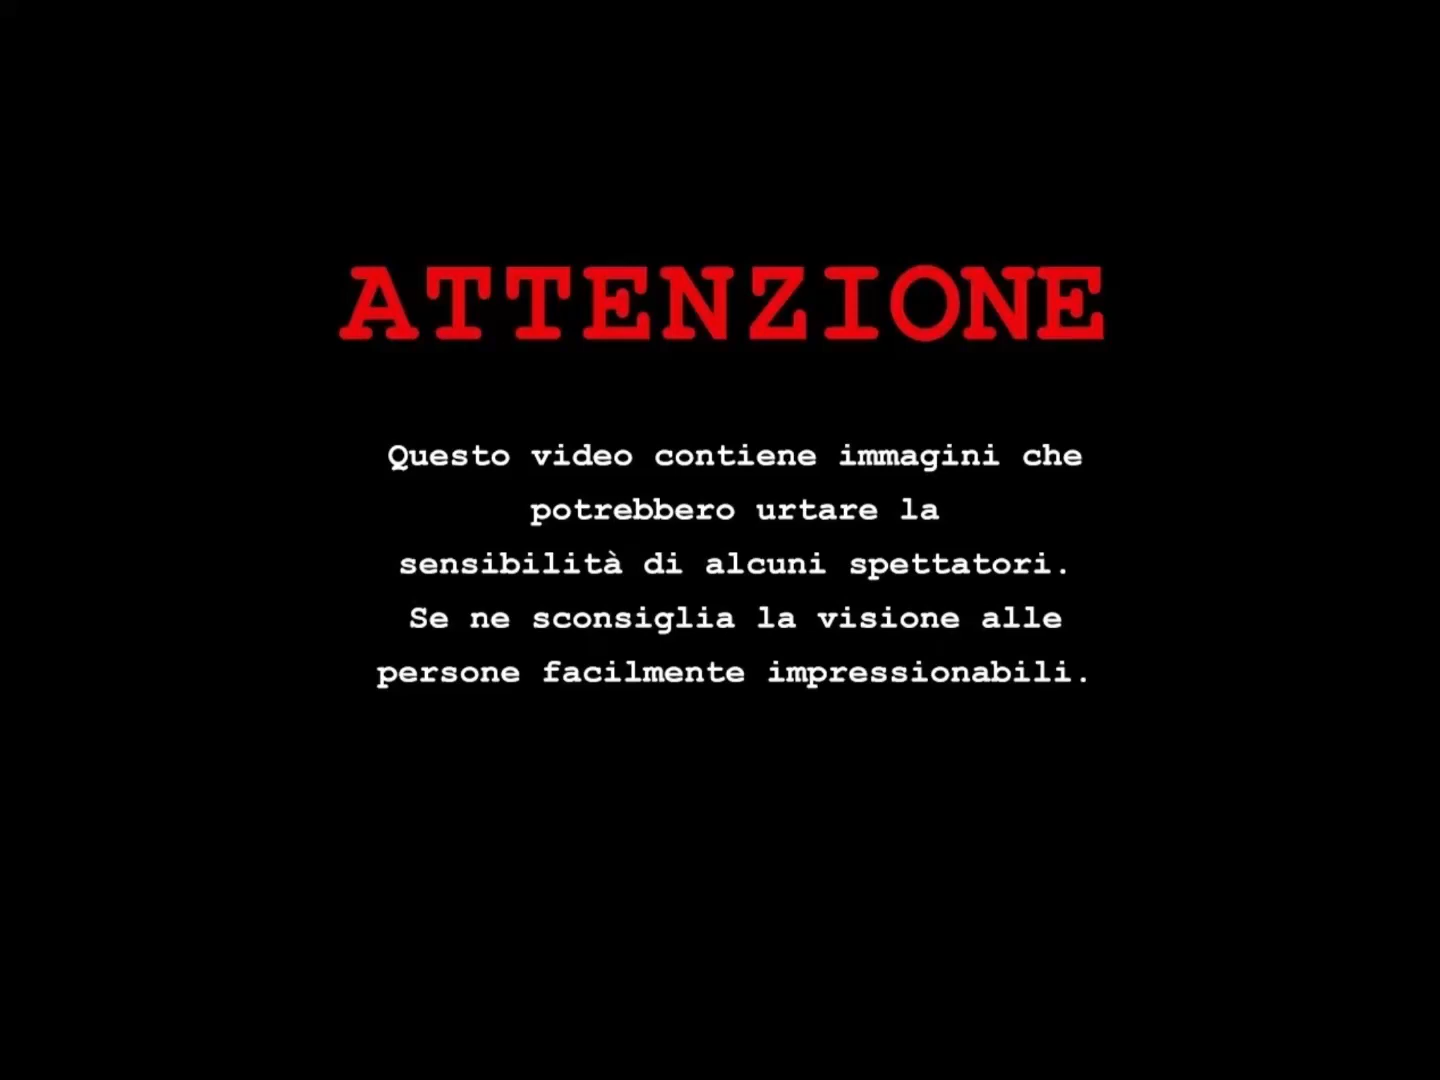 ATTENZIONE
Questo video contiene immagini che
potrebbero urtare la
sensibilità di alcuni spettatori.
Se ne sconsiglia la visione alle
persone facilmente impressionabili.